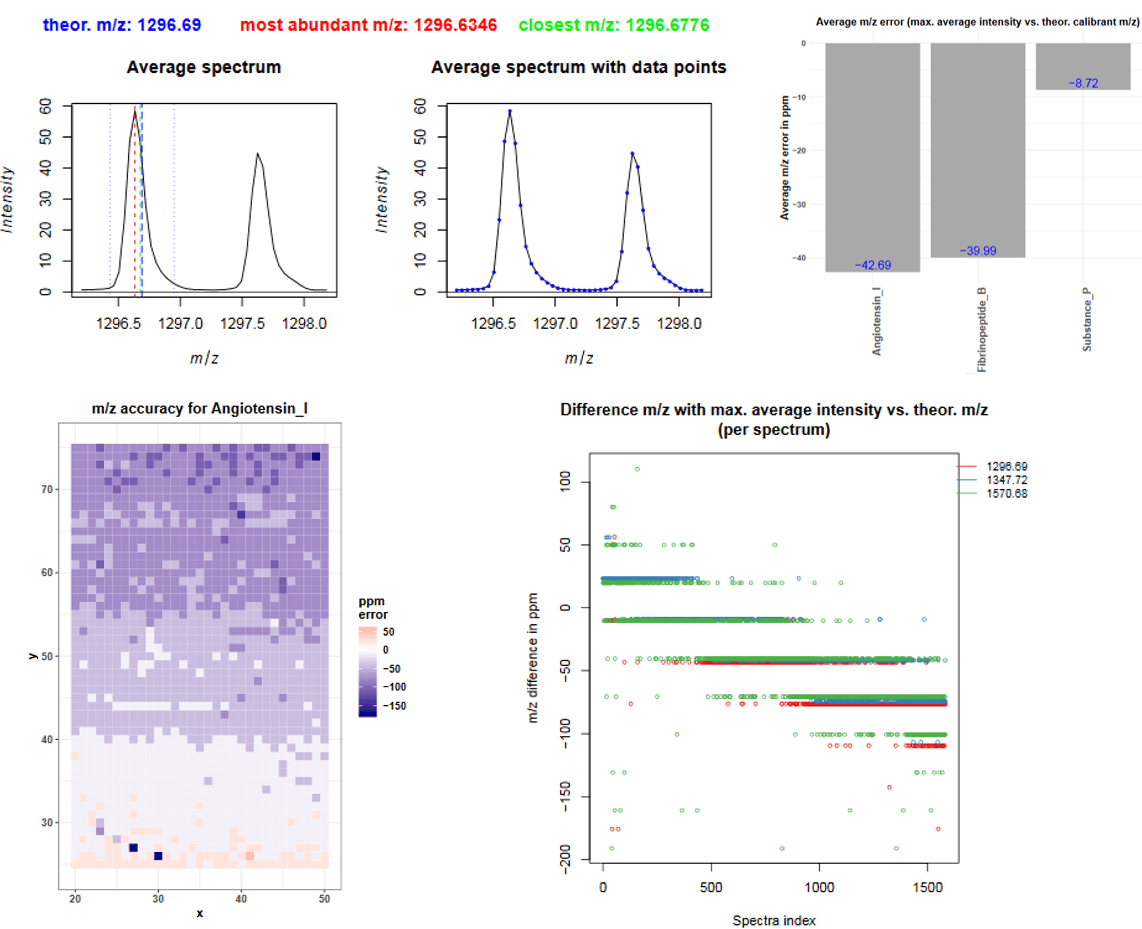 theor. m/z: 1296.69 most abundant m/z: 1296.6346 closest m/z: 1296.6776
Average spectrum
Intensity
60
50
40
30
20
10
0
1296.5 1297.0 1297.5 1298.0
m/z
Average spectrum with data points
Intensity
60
50
40
30
20
10
0
1296.5 1297.0 1297.5 1298.0
m/z
Average m/z error (max. average intensity vs. theor. calibrant m/z)
Average m/z error in ppm
0
−10
−20
−30
−40
−42.69
−39.99
−8.72
Angiotensin_I
Fibrinopeptide_B
Substance_P
m/z accuracy for Angiotensin_I
y
70
60
50
40
30
20 30 40 50
x
ppm
error
50
0
−50
−100
−150
Difference m/z with max. average intensity vs. theor. m/z
(per spectrum)
m/z difference in ppm
100
50
0
−50
−100
−150
−200
0 500 1000 1500
Spectra index
1296.69
1347.72
1570.68